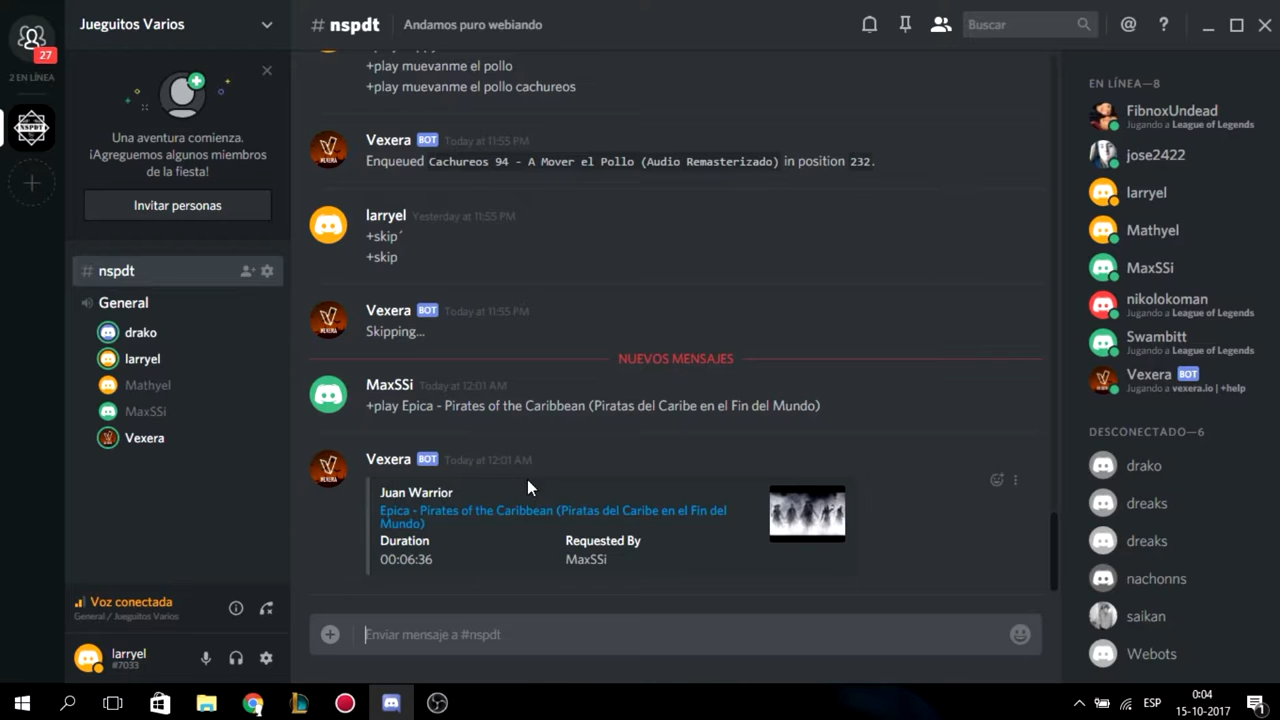 27
2 EN LÍNEA
NSPDT
Jueguitos Varios
Una aventura comienza.
¡Agreguemos algunos miembros
de la fiesta!
Invitar personas
# nspdt
General
drako
larryel
Mathyel
MaxSSi
Vexera
Voz conectada
General / Jueguitos Varios
larryel
#7033
# nspdt
Andamos puro webiando
Buscar
+play muevanme el pollo
+play muevanme el pollo cachureos
Vexera BOT Today at 11:55 PM
Enqueued Cachureos 94 - A Mover el Pollo (Audio Remasterizado) in position 232.
larryel Yesterday at 11:55 PM
+skip´
+skip
Vexera BOT Today at 11:55 PM
Skipping...
NUEVOS MENSAJES
MaxSSi Today at 12:01 AM
+play Epica - Pirates of the Caribbean (Piratas del Caribe en el Fin del Mundo)
Vexera BOT Today at 12:01 AM
Juan Warrior
Epica - Pirates of the Caribbean (Piratas del Caribe en el Fin del
Mundo)
Duration Requested By
00:06:36 MaxSSi
Enviar mensaje a #nspdt
EN LÍNEA—8
FibnoxUndead
Jugando a League of Legends
jose2422
larryel
Mathyel
MaxSSi
nikolokoman
Jugando a League of Legends
Swambitt
Jugando a League of Legends
Vexera BOT
Jugando a vexera.io | +help
DESCONECTADO—6
drako
dreaks
dreaks
nachonns
saikan
Webots
ESP
0:04
15-10-2017
1